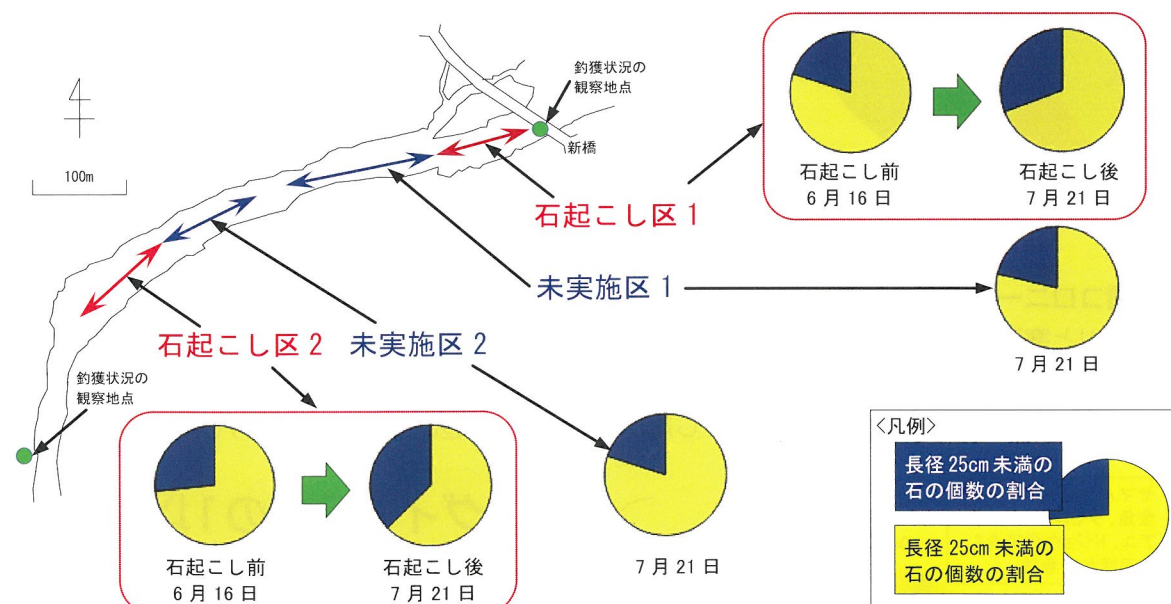 釣獲状況の
観察地点
新橋
100m
石起こし前
6月16日
石起こし後
7月21日
石起こし区1
未実施区1
7月21日
石起こし区2
未実施区2
釣獲状況の
観察地点
石起こし前
6月16日
石起こし後
7月21日
7月21日
<凡例>
長径25cm未満の
石の個数の割合
長径25cm未満の
石の個数の割合